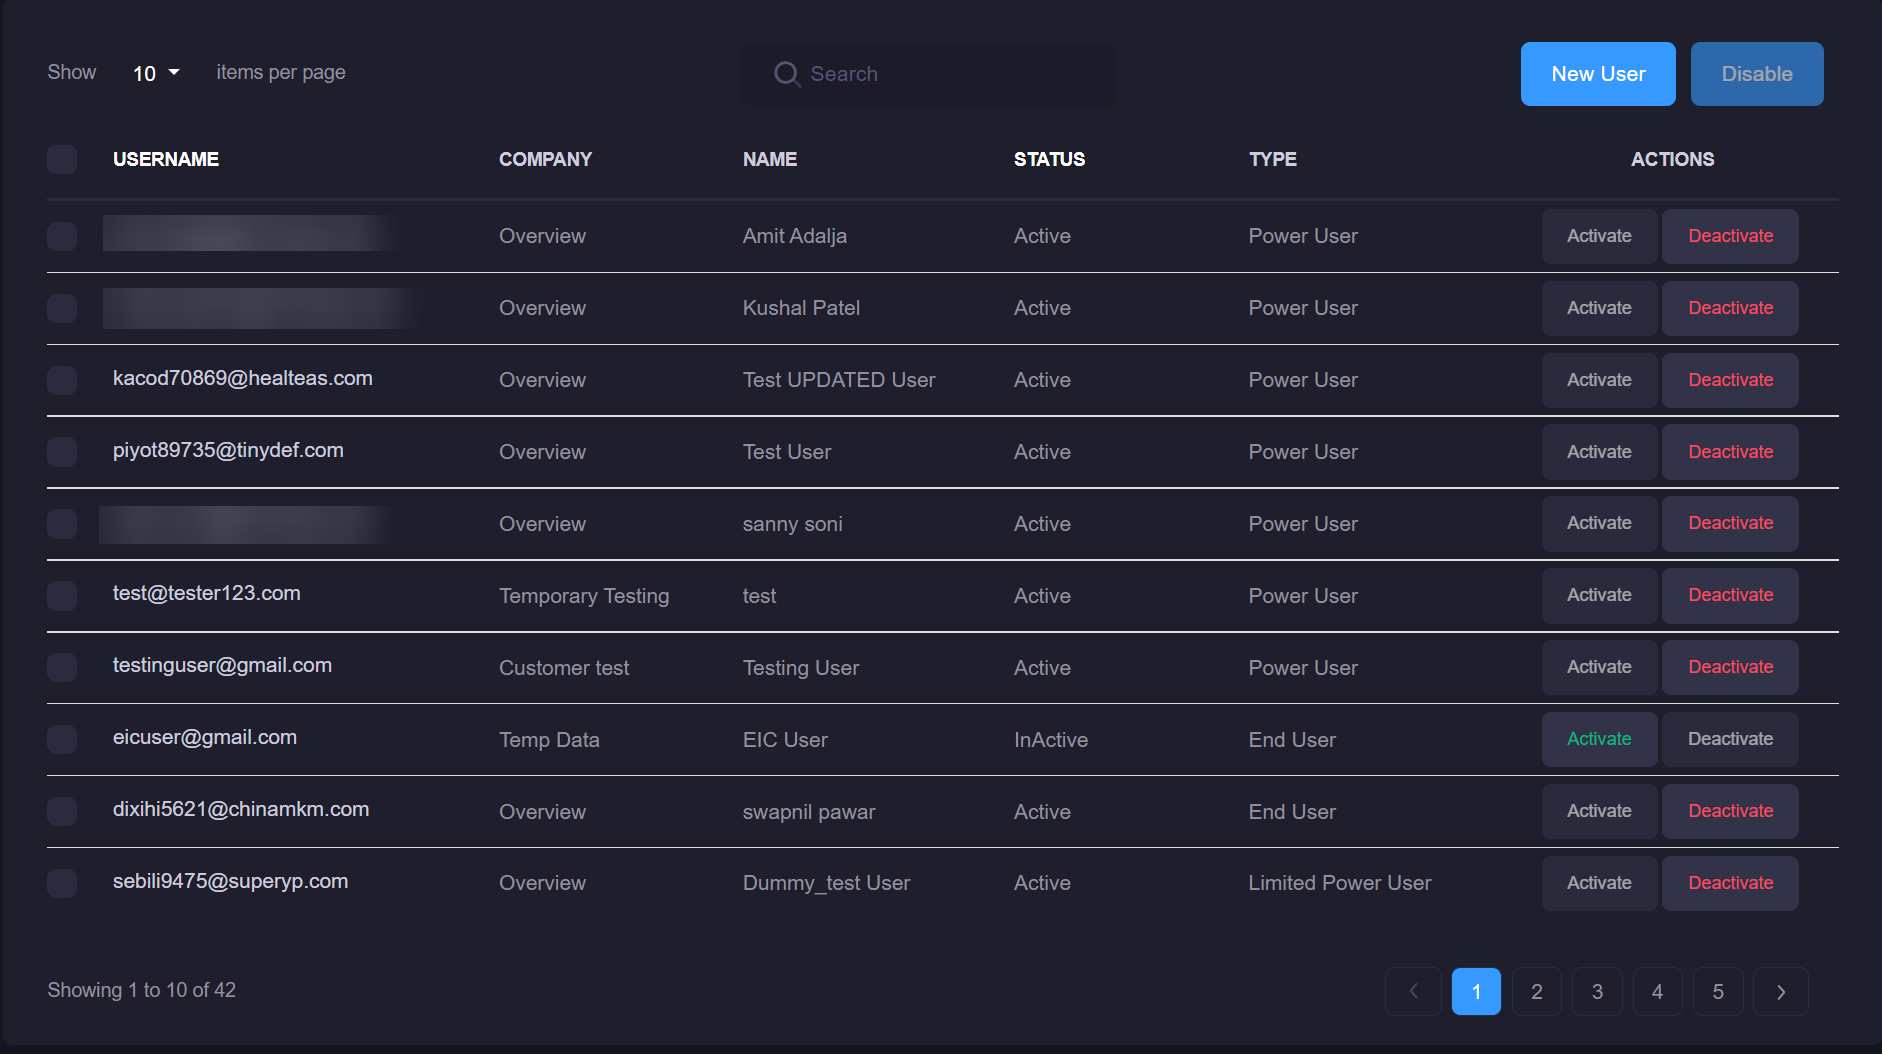 Show 10 items per page Search New User Disable
USERNAME COMPANY NAME STATUS TYPE ACTIONS
Overview Amit Adalja Active Power User Activate Deactivate
Overview Kushal Patel Active Power User Activate Deactivate
kacod70869@healteas.com Overview Test UPDATED User Active Power User Activate Deactivate
piyot89735@tinydef.com Overview Test User Active Power User Activate Deactivate
Overview sanny soni Active Power User Activate Deactivate
test@tester123.com Temporary Testing test Active Power User Activate Deactivate
testinguser@gmail.com Customer test Testing User Active Power User Activate Deactivate
eicuser@gmail.com Temp Data EIC User InActive End User Activate Deactivate
dixihi5621@chinamkm.com Overview swapnil pawar Active End User Activate Deactivate
sebili9475@superyp.com Overview Dummy_test User Active Limited Power User Activate Deactivate
Showing 1 to 10 of 42 1 2 3 4 5